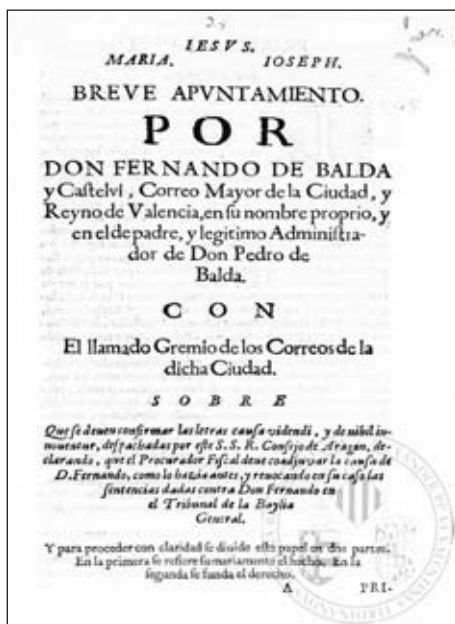 IESVS.
MARIA. IOSEPH.
BREVE APVNTAMIENTO.
POR
DON FERNANDO DE BALDA
y Castelvì, Correo Mayor de la Ciudad, y
Reyno de Valencia, en su nombre proprio, y
en el de padre, y legitimo Administra-
dor de Don Pedro de
Balda.
CON
El llamado Gremio de los Correos de la
dicha Ciudad.
SOBRE
Que se deuen confirmar las letras causa videndi, y de nihil in-
nouentur, despachadas por este S. S. R. Consejo de Aragon, de-
clarando, que el Procurador Fiscal deue coadjuvar la causa de
D. Fernando, como lo hazia antes, y reuocando en su caso las
sentencias dadas contra Don Fernando en
el Tribunal de la Baylia
General.
Y para proceder con claridad se diuide este papel en dos partes.
En la primera se refiere sumariamente el hecho. En la
segunda se funda el derecho.
A PRI-